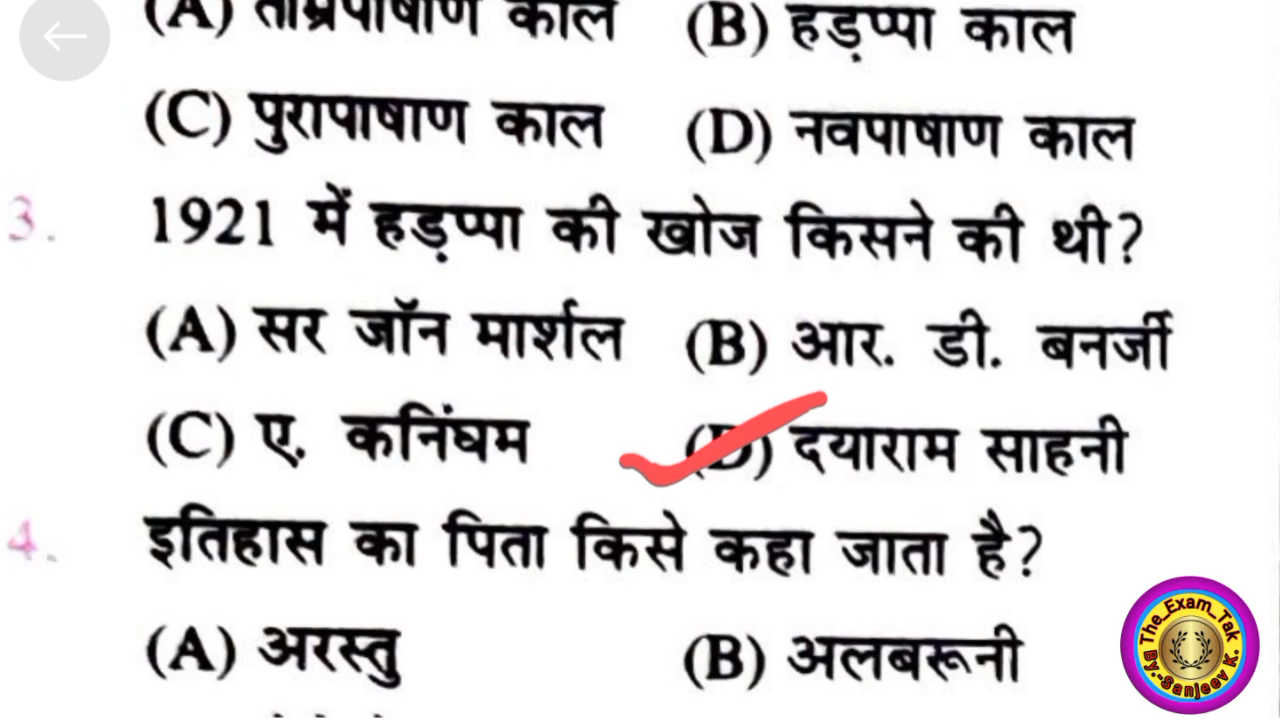 (A) ताम्रपाषाण काल (B) हड़प्पा काल
(C) पुरापाषाण काल (D) नवपाषाण काल
3. 1921 में हड़प्पा की खोज किसने की थी?
(A) सर जॉन मार्शल (B) आर. डी. बनर्जी
(C) ए. कनिंघम (D) दयाराम साहनी
4. इतिहास का पिता किसे कहा जाता है?
(A) अरस्तु (B) अलबरूनी
The_Exam_Tak
By:-Sanjeev K.